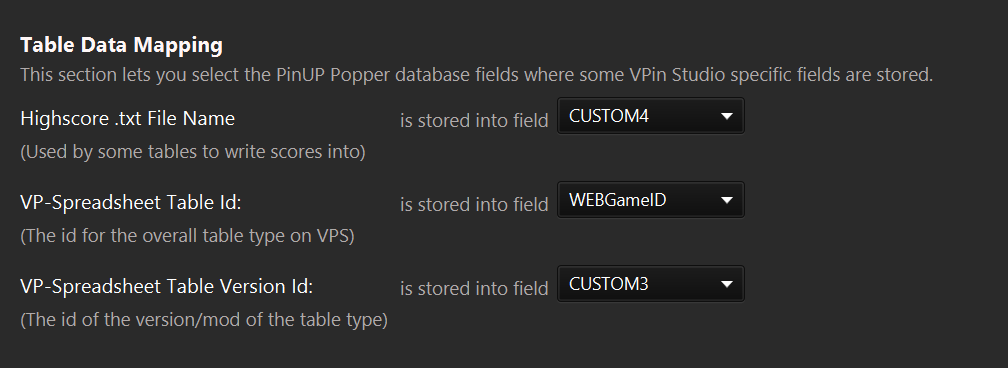 Table Data Mapping
This section lets you select the PinUP Popper database fields where some VPin Studio specific fields are stored.
Highscore .txt File Name is stored into field CUSTOM4
(Used by some tables to write scores into)
VP-Spreadsheet Table Id: is stored into field WEBGameID
(The id for the overall table type on VPS)
VP-Spreadsheet Table Version Id: is stored into field CUSTOM3
(The id of the version/mod of the table type)